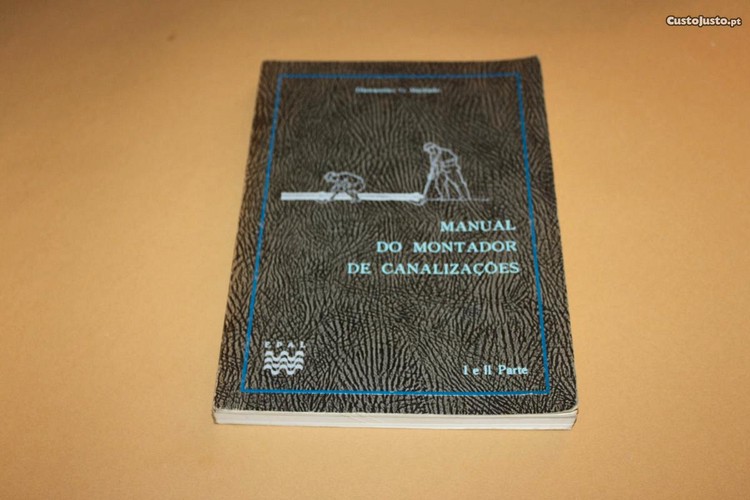 CustoJusto.pt
MANUAL
DO MONTADOR
DE CANALIZAÇÕES
EPAL
I e II Parte